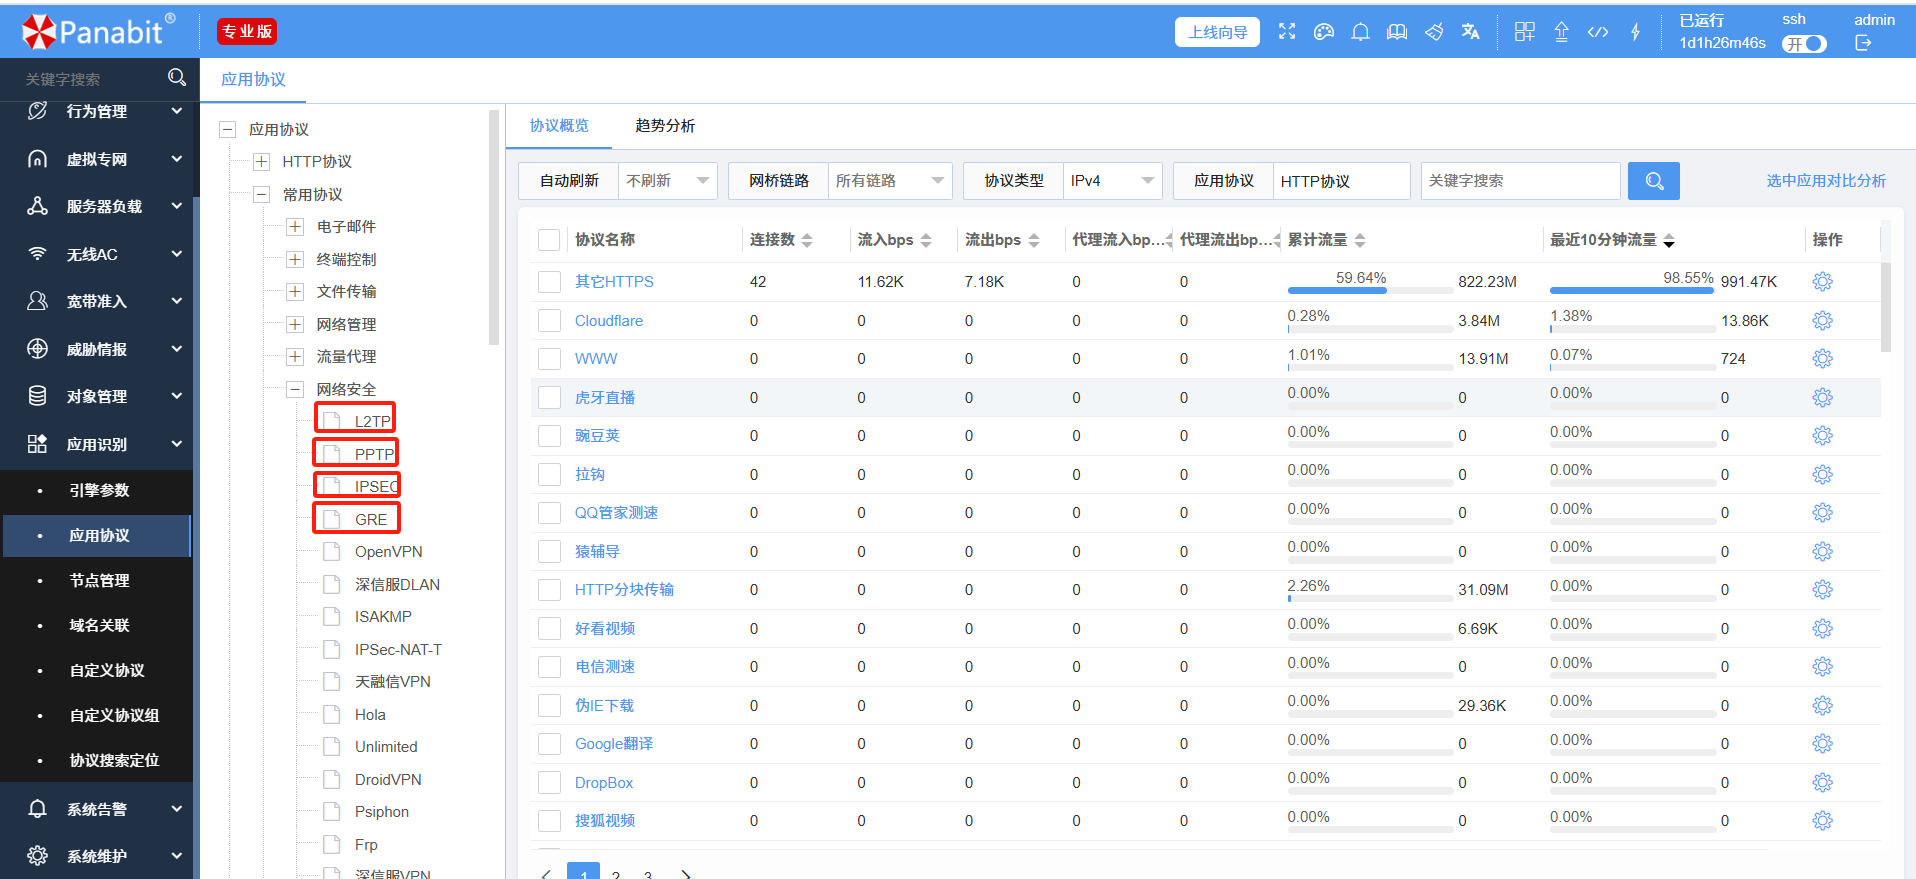 Panabit®
专业版
上线向导
已运行
1d1h26m46s
ssh
开
admin
关键字搜索
行为管理
虚拟专网
服务器负载
无线AC
宽带准入
威胁情报
对象管理
应用识别
引擎参数
应用协议
节点管理
域名关联
自定义协议
自定义协议组
协议搜索定位
系统告警
系统维护
应用协议
应用协议
HTTP协议
常用协议
电子邮件
终端控制
文件传输
网络管理
流量代理
网络安全
L2TP
PPTP
IPSEC
GRE
OpenVPN
深信服DLAN
ISAKMP
IPSec-NAT-T
天融信VPN
Hola
Unlimited
DroidVPN
Psiphon
Frp
深信服VPN
协议概览 趋势分析
自动刷新 不刷新 网桥链路 所有链路 协议类型 IPv4 应用协议 HTTP协议 关键字搜索 选中应用对比分析
协议名称 连接数 流入bps 流出bps 代理流入bp... 代理流出bp... 累计流量 最近10分钟流量 操作
其它HTTPS 42 11.62K 7.18K 0 0 59.64% 822.23M 98.55% 991.47K
Cloudflare 0 0 0 0 0 0.28% 3.84M 1.38% 13.86K
WWW 0 0 0 0 0 1.01% 13.91M 0.07% 724
虎牙直播 0 0 0 0 0 0.00% 0 0.00% 0
豌豆荚 0 0 0 0 0 0.00% 0 0.00% 0
拉钩 0 0 0 0 0 0.00% 0 0.00% 0
QQ管家测速 0 0 0 0 0 0.00% 0 0.00% 0
猿辅导 0 0 0 0 0 0.00% 0 0.00% 0
HTTP分块传输 0 0 0 0 0 2.26% 31.09M 0.00% 0
好看视频 0 0 0 0 0 0.00% 6.69K 0.00% 0
电信测速 0 0 0 0 0 0.00% 0 0.00% 0
伪IE下载 0 0 0 0 0 0.00% 29.36K 0.00% 0
Google翻译 0 0 0 0 0 0.00% 0 0.00% 0
DropBox 0 0 0 0 0 0.00% 0 0.00% 0
搜狐视频 0 0 0 0 0 0.00% 0 0.00% 0
1 2 3